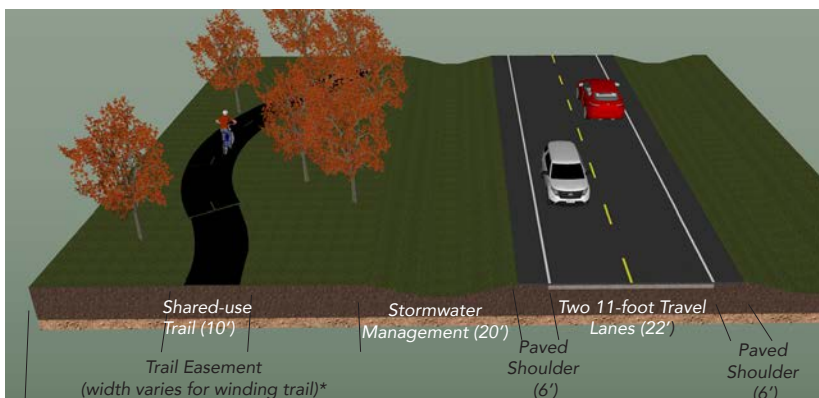 Shared-use
Trail (10')
Stormwater
Management (20')
Two 11-foot Travel
Lanes (22')
Trail Easement
(width varies for winding trail)*
Paved
Shoulder
(6')
Paved
Shoulder
(6')